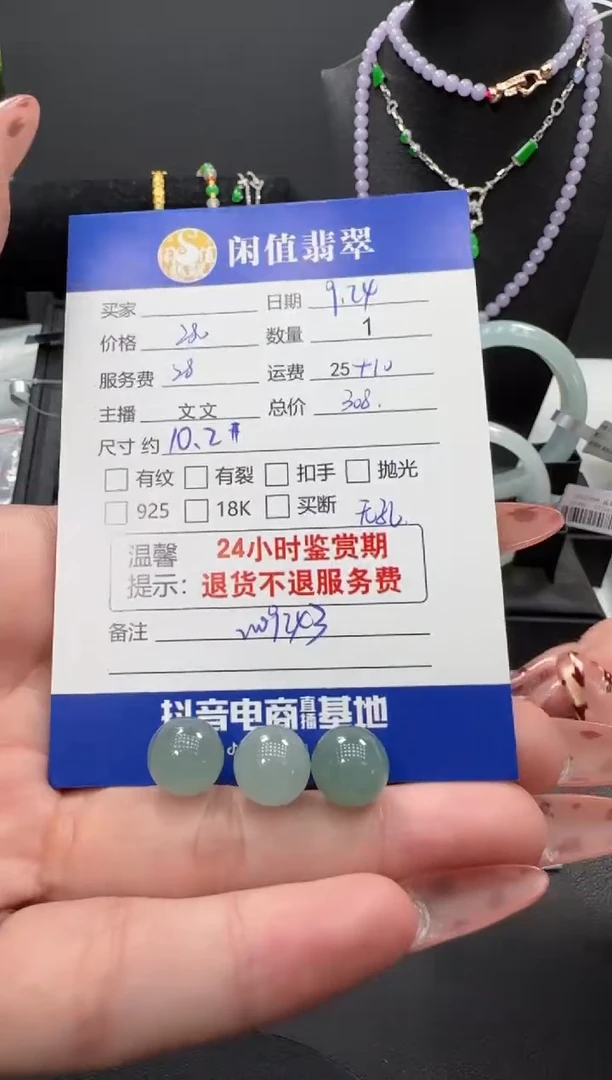 闲值翡翠
买家 日期 9.24
价格 280 数量 1
服务费 28 运费 25+10
主播 文文 总价 308.
尺寸 约 10.2#
有纹 有裂 扣手 抛光
925 18K 买断 无孔
温馨 24小时鉴赏期
提示: 退货不退服务费
备注
抖音电商直播基地